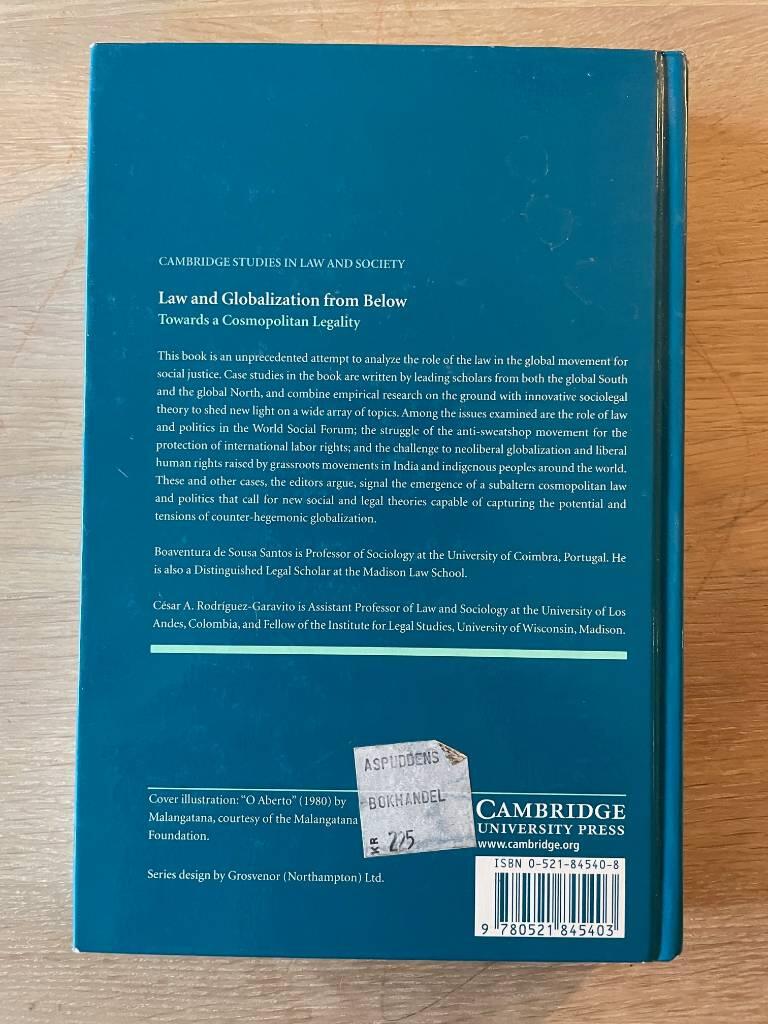 CAMBRIDGE STUDIES IN LAW AND SOCIETY
Law and Globalization from Below
Towards a Cosmopolitan Legality
This book is an unprecedented attempt to analyze the role of the law in the global movement for
social justice. Case studies in the book are written by leading scholars from both the global South
and the global North, and combine empirical research on the ground with innovative sociolegal
theory to shed new light on a wide array of topics. Among the issues examined are the role of law
and politics in the World Social Forum; the struggle of the anti-sweatshop movement for the
protection of international labor rights; and the challenge to neoliberal globalization and liberal
human rights raised by grassroots movements in India and indigenous peoples around the world.
These and other cases, the editors argue, signal the emergence of a subaltern cosmopolitan law
and politics that call for new social and legal theories capable of capturing the potential and
tensions of counter-hegemonic globalization.
Boaventura de Sousa Santos is Professor of Sociology at the University of Coimbra, Portugal. He
is also a Distinguished Legal Scholar at the Madison Law School.
César A. Rodríguez-Garavito is Assistant Professor of Law and Sociology at the University of Los
Andes, Colombia, and Fellow of the Institute for Legal Studies, University of Wisconsin, Madison.
ASPUDDENS
BOKHANDEL
KR 225
Cover illustration: "O Aberto" (1980) by
Malangatana, courtesy of the Malangatana
Foundation.
Series design by Grosvenor (Northampton) Ltd.
CAMBRIDGE
UNIVERSITY PRESS
www.cambridge.org
ISBN 0-521-84540-8
9 780521 845403